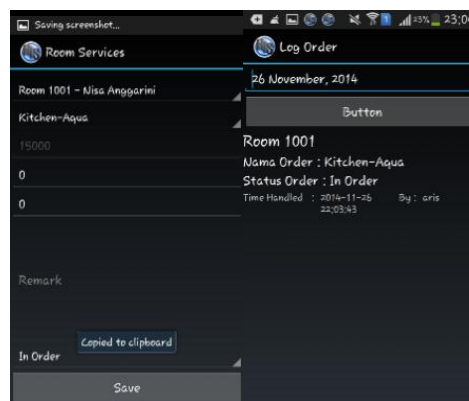 Saving screenshot...
Room Services
Room 1001 - Nisa Anggarini
Kitchen-Aqua
15000
0
0
Remark
Copied to clipboard
In Order
Save
23% 23:0
Log Order
26 November, 2014
Button
Room 1001
Nama Order : Kitchen-Aqua
Status Order : In Order
Time Handled : 2014-11-26 By : aris
22:03:43